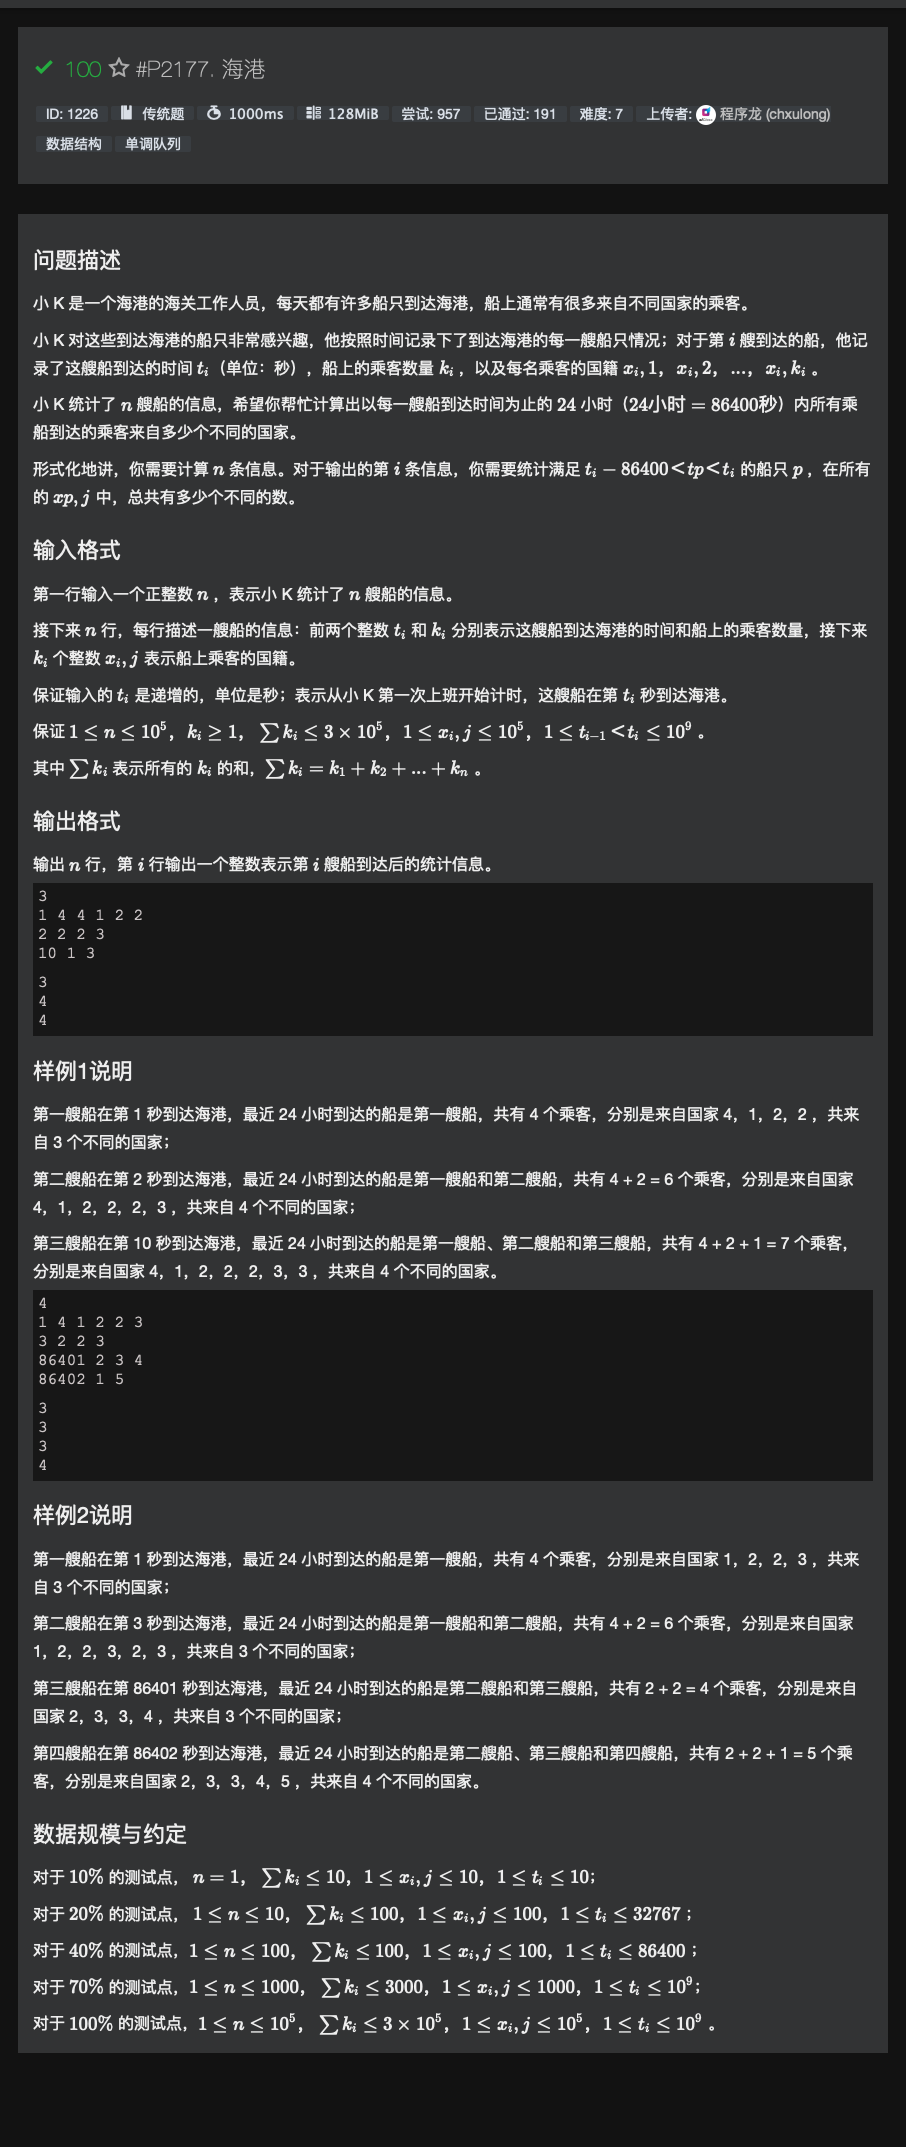 100 #P2177. 海港
ID: 1226 传统题 1000ms 128MiB 尝试: 957 已通过: 191 难度: 7 上传者: 程序龙 (chxulong)
数据结构 单调队列
问题描述
小 K 是一个海港的海关工作人员，每天都有许多船只到达海港，船上通常有很多来自不同国家的乘客。
小 K 对这些到达海港的船只非常感兴趣，他按照时间记录下了到达海港的每一艘船只情况；对于第 i 艘到达的船，他记
录了这艘船到达的时间 t_i（单位：秒），船上的乘客数量 k_i ，以及每名乘客的国籍 x_i,1，x_i,2，...，x_i,k_i 。
小 K 统计了 n 艘船的信息，希望你帮忙计算出以每一艘船到达时间为止的 24 小时（24小时 = 86400秒）内所有乘
船到达的乘客来自多少个不同的国家。
形式化地讲，你需要计算 n 条信息。对于输出的第 i 条信息，你需要统计满足 t_i − 86400＜tp＜t_i 的船只 p ，在所有
的 xp,j 中，总共有多少个不同的数。
输入格式
第一行输入一个正整数 n ，表示小 K 统计了 n 艘船的信息。
接下来 n 行，每行描述一艘船的信息：前两个整数 t_i 和 k_i 分别表示这艘船到达海港的时间和船上的乘客数量，接下来
k_i 个整数 x_i,j 表示船上乘客的国籍。
保证输入的 t_i 是递增的，单位是秒；表示从小 K 第一次上班开始计时，这艘船在第 t_i 秒到达海港。
保证 1 ≤ n ≤ 10^5，k_i ≥ 1，∑k_i ≤ 3 × 10^5，1 ≤ x_i,j ≤ 10^5，1 ≤ t_{i−1}＜t_i ≤ 10^9 。
其中 ∑k_i 表示所有的 k_i 的和，∑k_i = k_1 + k_2 + ... + k_n 。
输出格式
输出 n 行，第 i 行输出一个整数表示第 i 艘船到达后的统计信息。
3
1 4 4 1 2 2
2 2 2 3
10 1 3
3
4
4
样例1说明
第一艘船在第 1 秒到达海港，最近 24 小时到达的船是第一艘船，共有 4 个乘客，分别是来自国家 4，1，2，2 ，共来
自 3 个不同的国家；
第二艘船在第 2 秒到达海港，最近 24 小时到达的船是第一艘船和第二艘船，共有 4 + 2 = 6 个乘客，分别是来自国家
4，1，2，2，2，3 ，共来自 4 个不同的国家；
第三艘船在第 10 秒到达海港，最近 24 小时到达的船是第一艘船、第二艘船和第三艘船，共有 4 + 2 + 1 = 7 个乘客，
分别是来自国家 4，1，2，2，2，3，3 ，共来自 4 个不同的国家。
4
1 4 1 2 2 3
3 2 2 3
86401 2 3 4
86402 1 5
3
3
3
4
样例2说明
第一艘船在第 1 秒到达海港，最近 24 小时到达的船是第一艘船，共有 4 个乘客，分别是来自国家 1，2，2，3 ，共来
自 3 个不同的国家；
第二艘船在第 3 秒到达海港，最近 24 小时到达的船是第一艘船和第二艘船，共有 4 + 2 = 6 个乘客，分别是来自国家
1，2，2，3，2，3 ，共来自 3 个不同的国家；
第三艘船在第 86401 秒到达海港，最近 24 小时到达的船是第二艘船和第三艘船，共有 2 + 2 = 4 个乘客，分别是来自
国家 2，3，3，4 ，共来自 3 个不同的国家；
第四艘船在第 86402 秒到达海港，最近 24 小时到达的船是第二艘船、第三艘船和第四艘船，共有 2 + 2 + 1 = 5 个乘
客，分别是来自国家 2，3，3，4，5 ，共来自 4 个不同的国家。
数据规模与约定
对于 10% 的测试点， n = 1，∑k_i ≤ 10，1 ≤ x_i,j ≤ 10，1 ≤ t_i ≤ 10；
对于 20% 的测试点， 1 ≤ n ≤ 10，∑k_i ≤ 100，1 ≤ x_i,j ≤ 100，1 ≤ t_i ≤ 32767 ；
对于 40% 的测试点，1 ≤ n ≤ 100，∑k_i ≤ 100，1 ≤ x_i,j ≤ 100，1 ≤ t_i ≤ 86400 ；
对于 70% 的测试点，1 ≤ n ≤ 1000，∑k_i ≤ 3000，1 ≤ x_i,j ≤ 1000，1 ≤ t_i ≤ 10^9；
对于 100% 的测试点，1 ≤ n ≤ 10^5，∑k_i ≤ 3 × 10^5，1 ≤ x_i,j ≤ 10^5，1 ≤ t_i ≤ 10^9 。